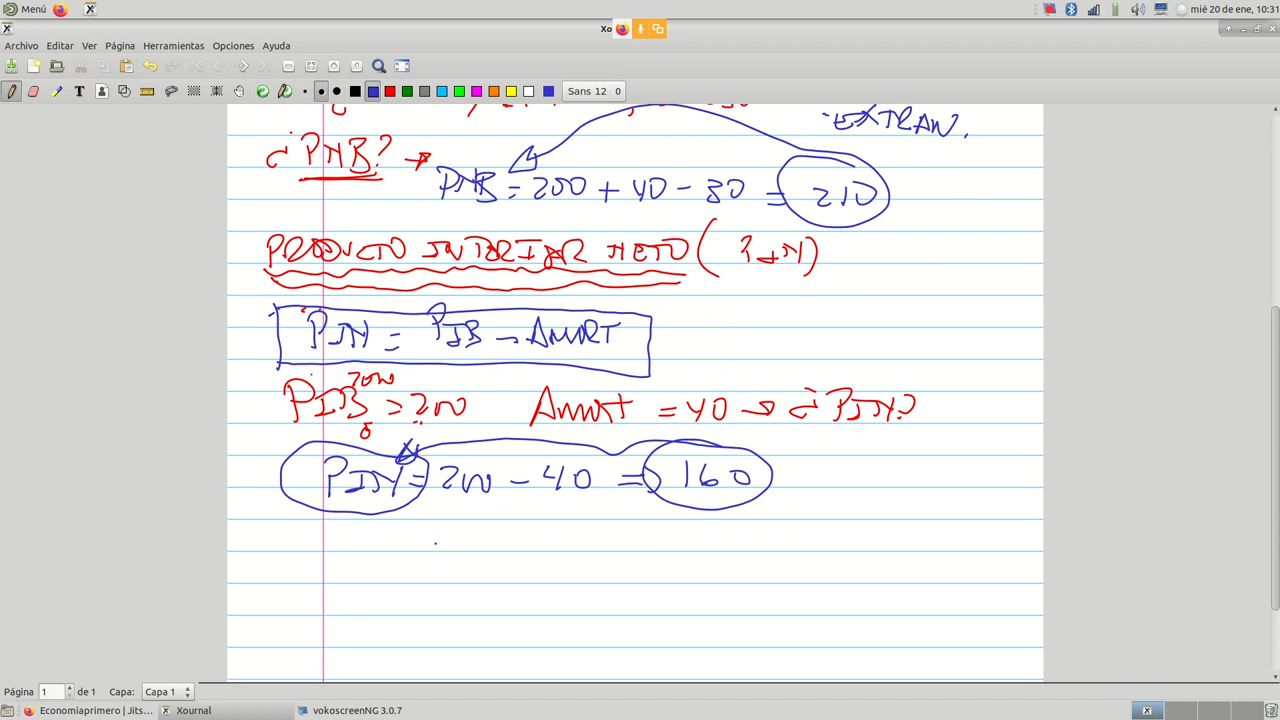 Menú mié 20 de ene, 10:31
Xo
Archivo Editar Ver Página Herramientas Opciones Ayuda
Sans 12 0
EXTRAN.
¿PNB? →
PNB = 200 + 40 - 30 = 210
PRODUCTO INTERIOR NETO (PIN)
PIN = PIB - AMORT
PIB = 200 Amort = 40 → ¿PIN?
PIN = 200 - 40 = 160
Página 1 de 1 Capa: Capa 1
Economiaprimero | Jits... Xournal vokoscreenNG 3.0.7